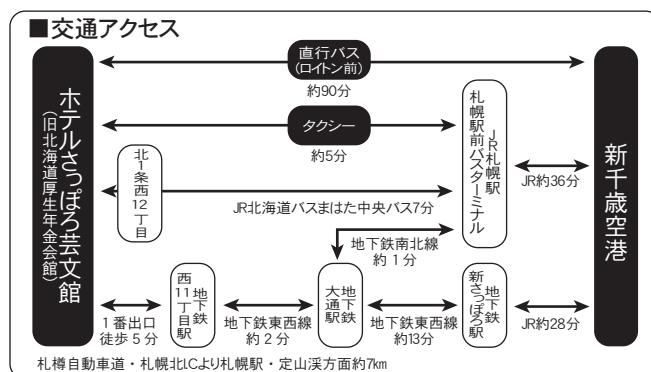 ■交通アクセス
直行バス
(ロイトン前)
約90分
ホテルさっぽろ芸文館
(旧北海道厚生年金会館)
新千歳空港
タクシー
約5分
JR札幌駅
札幌駅前バスターミナル
北1条西12丁目
JR北海道バスまはた中央バス7分
JR約36分
地下鉄南北線
約1分
地下鉄
西11丁目駅
地下鉄
大通駅
地下鉄
新さっぽろ駅
1番出口
徒歩5分
地下鉄東西線
約2分
地下鉄東西線
約13分
JR約28分
札樽自動車道・札幌北I.Cより札幌駅・定山渓方面約7km